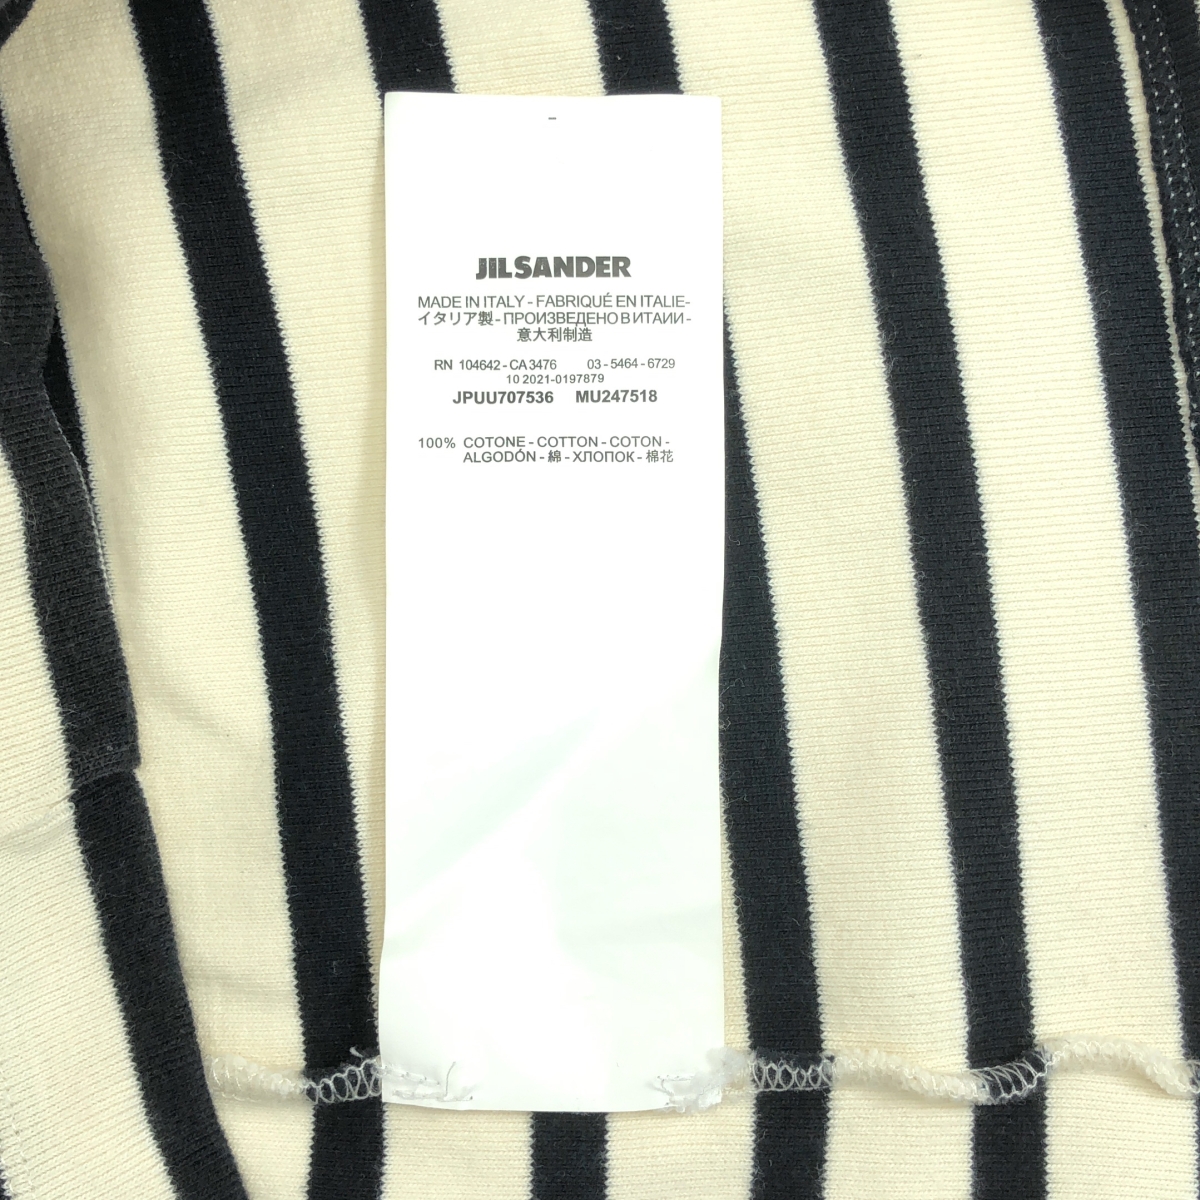 JIL SANDER
MADE IN ITALY - FABRIQUÉ EN ITALIE-
イタリア製 - ПРОИЗВЕДЕНО В ИТАИИ -
意大利制造
RN 104642 - CA 3476 03 - 5464 - 6729
10 2021-0197879
JPUU707536 MU247518
100% COTONE - COTTON - COTON -
ALGODÓN - 綿 - ХЛОПОК - 棉花